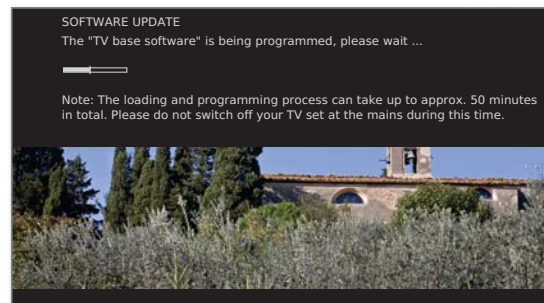 SOFTWARE UPDATE
The "TV base software" is being programmed, please wait ...
Note: The loading and programming process can take up to approx. 50 minutes
in total. Please do not switch off your TV set at the mains during this time.